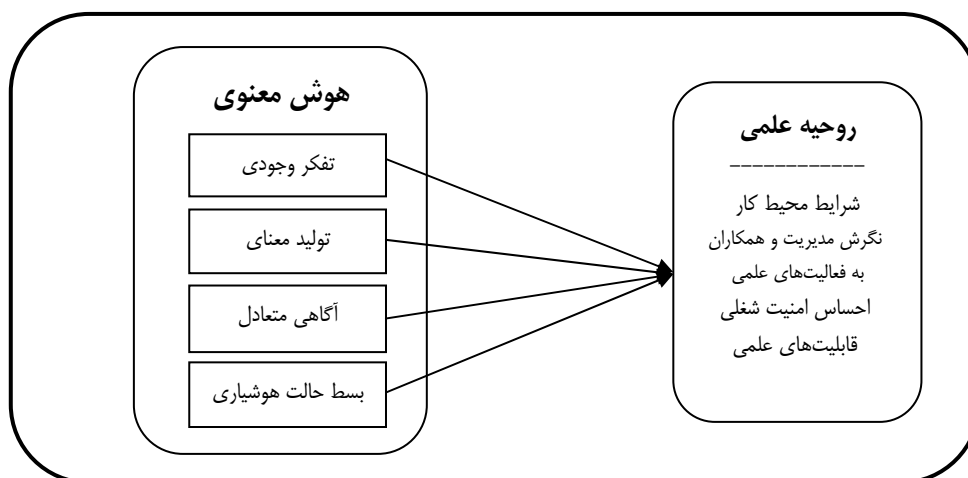 هوش معنوی
تفکر وجودی
تولید معنای
آگاهی متعادل
بسط حالت هوشیاری
روحیه علمی
------------
شرایط محیط کار
نگرش مدیریت و همکاران
به فعالیت‌های علمی
احساس امنیت شغلی
قابلیت‌های علمی